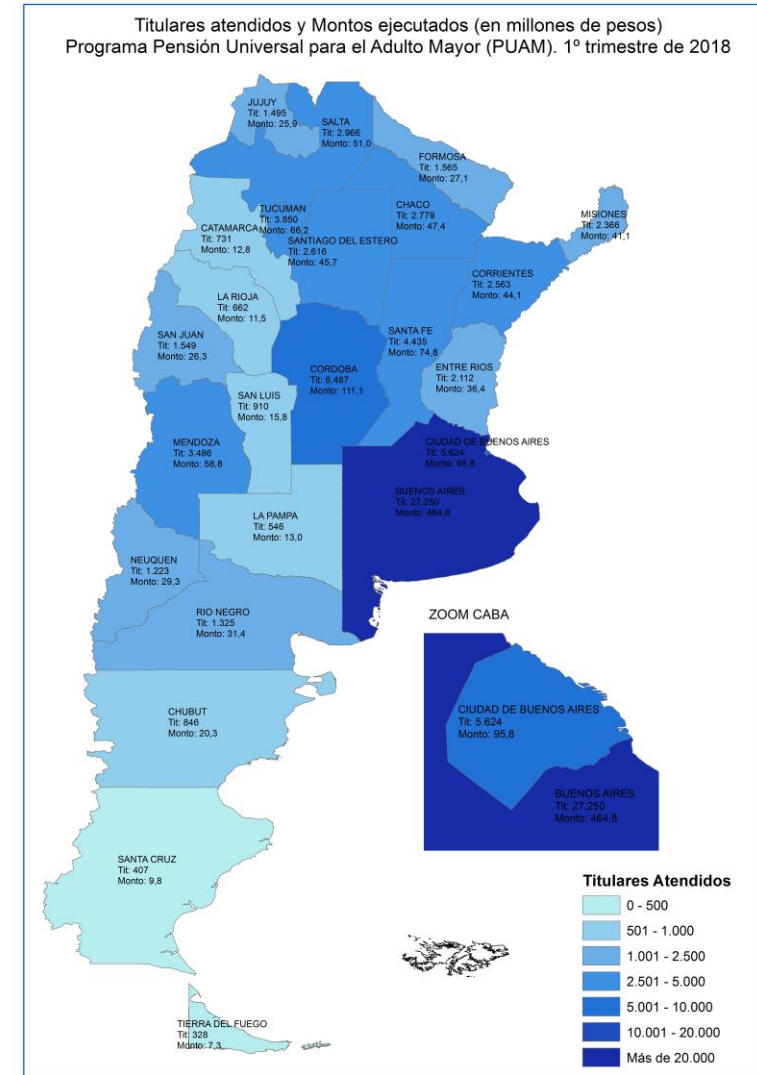 Titulares atendidos y Montos ejecutados (en millones de pesos)
Programa Pensión Universal para el Adulto Mayor (PUAM). 1º trimestre de 2018
JUJUY
Tit: 1.495
Monto: 25,9
SALTA
Tit: 2.966
Monto: 51,0
FORMOSA
Tit: 1.565
Monto: 27,1
MISIONES
Tit: 2.366
Monto: 41,1
TUCUMAN
Tit: 3.850
Monto: 66,2
CHACO
Tit: 2.779
Monto: 47,4
CATAMARCA
Tit: 731
Monto: 12,8
SANTIAGO DEL ESTERO
Tit: 2.616
Monto: 45,7
CORRIENTES
Tit: 2.563
Monto: 44,1
LA RIOJA
Tit: 662
Monto: 11,5
SAN JUAN
Tit: 1.549
Monto: 26,3
SANTA FE
Tit: 4.435
Monto: 74,8
CORDOBA
Tit: 6.487
Monto: 111,1
ENTRE RIOS
Tit: 2.112
Monto: 36,4
SAN LUIS
Tit: 910
Monto: 15,8
MENDOZA
Tit: 3.486
Monto: 58,8
CIUDAD DE BUENOS AIRES
Tit: 5.624
Monto: 95,8
BUENOS AIRES
Tit: 27.250
Monto: 464,8
LA PAMPA
Tit: 546
Monto: 13,0
NEUQUEN
Tit: 1.223
Monto: 29,3
RIO NEGRO
Tit: 1.325
Monto: 31,4
ZOOM CABA
CIUDAD DE BUENOS AIRES
Tit: 5.624
Monto: 95,8
BUENOS AIRES
Tit: 27.250
Monto: 464,8
CHUBUT
Tit: 846
Monto: 20,3
SANTA CRUZ
Tit: 407
Monto: 9,8
TIERRA DEL FUEGO
Tit: 328
Monto: 7,3
Titulares Atendidos
0 - 500
501 - 1.000
1.001 - 2.500
2.501 - 5.000
5.001 - 10.000
10.001 - 20.000
Más de 20.000